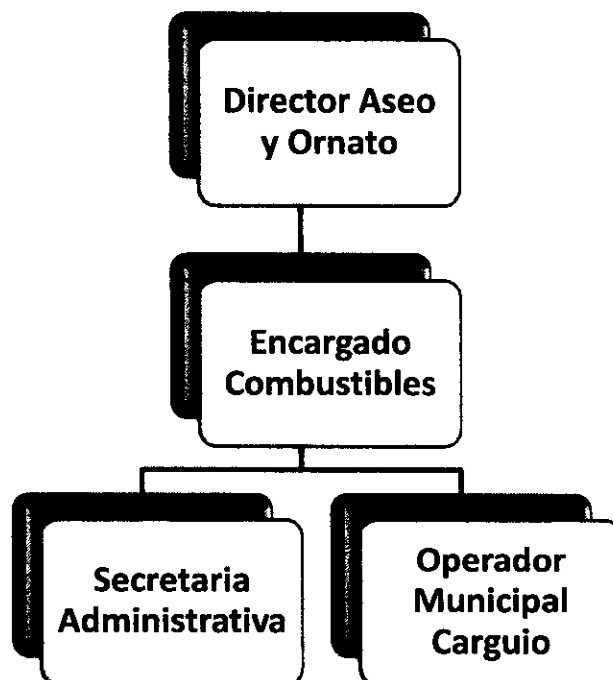 Director Aseo
y Ornato
Encargado
Combustibles
Secretaria
Administrativa
Operador
Municipal
Carguio